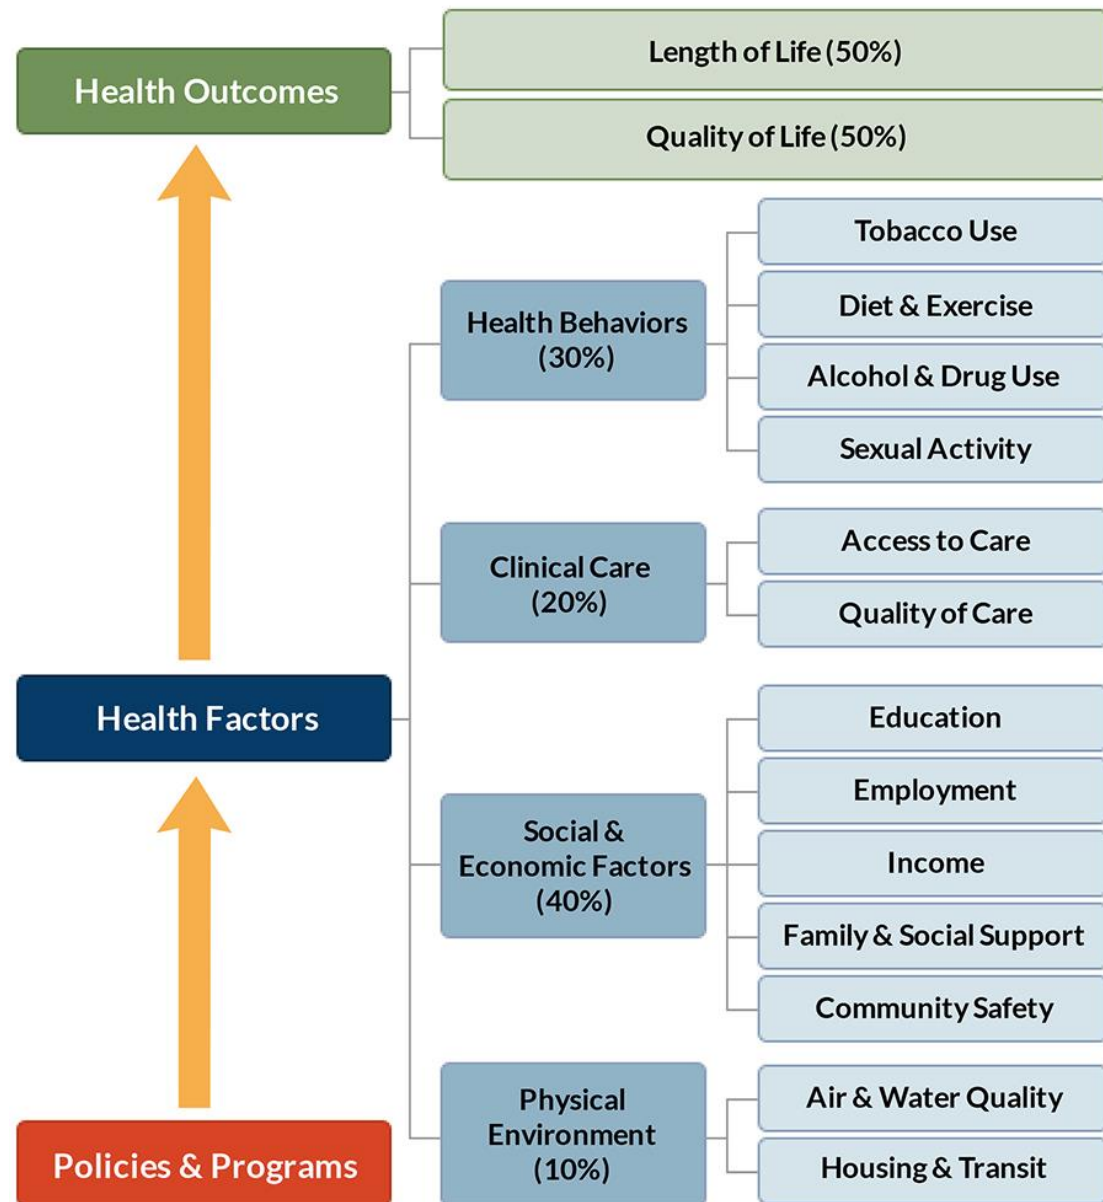 Health Outcomes
Length of Life (50%)
Quality of Life (50%)
Health Factors
Health Behaviors
(30%)
Tobacco Use
Diet & Exercise
Alcohol & Drug Use
Sexual Activity
Clinical Care
(20%)
Access to Care
Quality of Care
Social &
Economic Factors
(40%)
Education
Employment
Income
Family & Social Support
Community Safety
Physical
Environment
(10%)
Air & Water Quality
Housing & Transit
Policies & Programs